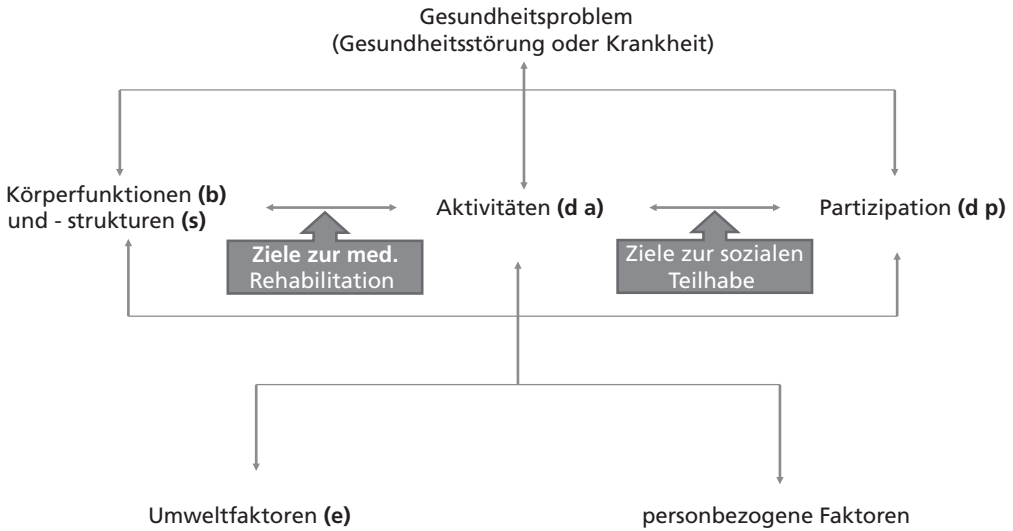 Gesundheitsproblem
(Gesundheitsstörung oder Krankheit)
Körperfunktionen (b)
und - strukturen (s)
Aktivitäten (d a)
Partizipation (d p)
Ziele zur med.
Rehabilitation
Ziele zur sozialen
Teilhabe
Umweltfaktoren (e)
personbezogene Faktoren